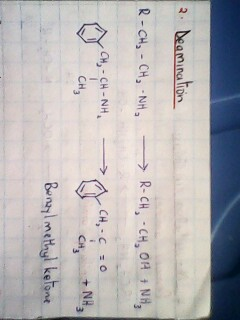 2. Deamination
R - CH2 - CH2 - NH2 → R - CH2 - CH2 OH + NH3
CH2 - CH - NH2 → CH2 - C = O + NH3
CH3 CH3
Benzyl methyl ketone